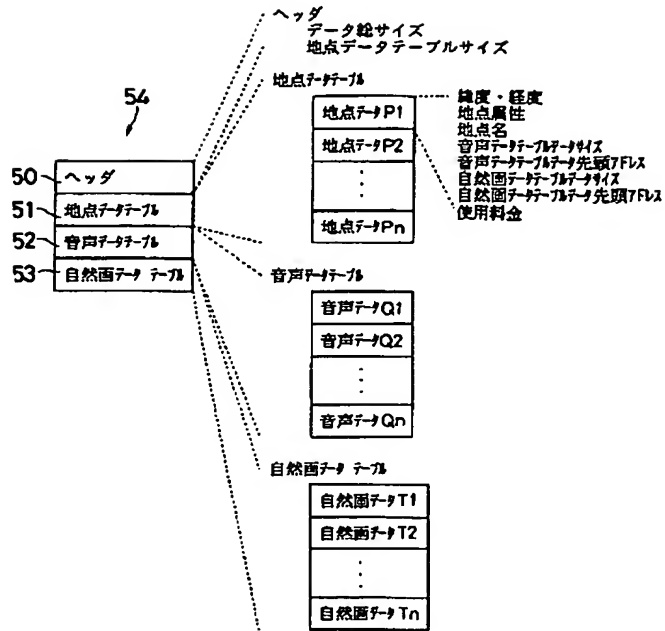 ヘッダ
データ総サイズ
地点データテーブルサイズ
地点データテーブル
54
50 ヘッダ
51 地点データテーブル
52 音声データテーブル
53 自然画データ テーブル
地点データP1
地点データP2
地点データPn
緯度・経度
地点属性
地点名
音声データテーブルデータサイズ
音声データテーブルデータ先頭アドレス
自然画データテーブルデータサイズ
自然画データテーブルデータ先頭アドレス
使用料金
音声データテーブル
音声データQ1
音声データQ2
音声データQn
自然画データ テーブル
自然画データT1
自然画データT2
自然画データTn